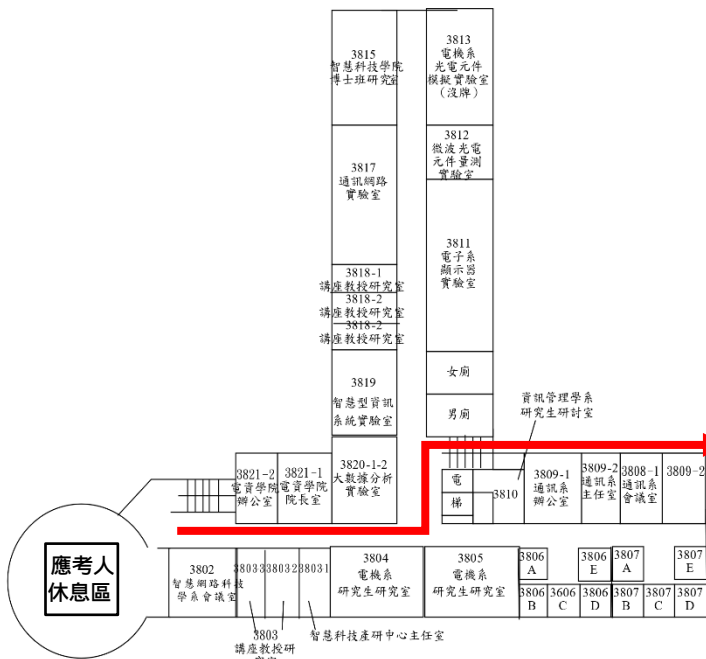 3815
智慧科技學院
博士班研究室
3813
電機系
光電元件
模擬實驗室
(沒牌)
3812
微波光電
元件量測
實驗室
3817
通訊網路
實驗室
3811
電子系
顯示器
實驗室
3818-1
講座教授研究室
3818-2
講座教授研究室
3818-2
講座教授研究室
3819
智慧型資訊
系統實驗室
女廁
男廁
資訊管理學系
研究生研討室
3821-2
電資學院
辦公室
3821-1
電資學院
院長室
3820-1-2
大數據分析
實驗室
電
梯
3810
3809-1
通訊系
辦公室
3809-2
通訊系
主任室
3808-1
通訊系
會議室
3809-2
應考人
休息區
3802
智慧網路科技
學系會議室
38033
38032
38031
3804
電機系
研究生研究室
3805
電機系
研究生研究室
3806
A
3806
E
3807
A
3807
E
3806
B
3606
C
3806
D
3807
B
3807
C
3807
D
3803
講座教授研
智慧科技產研中心主任室